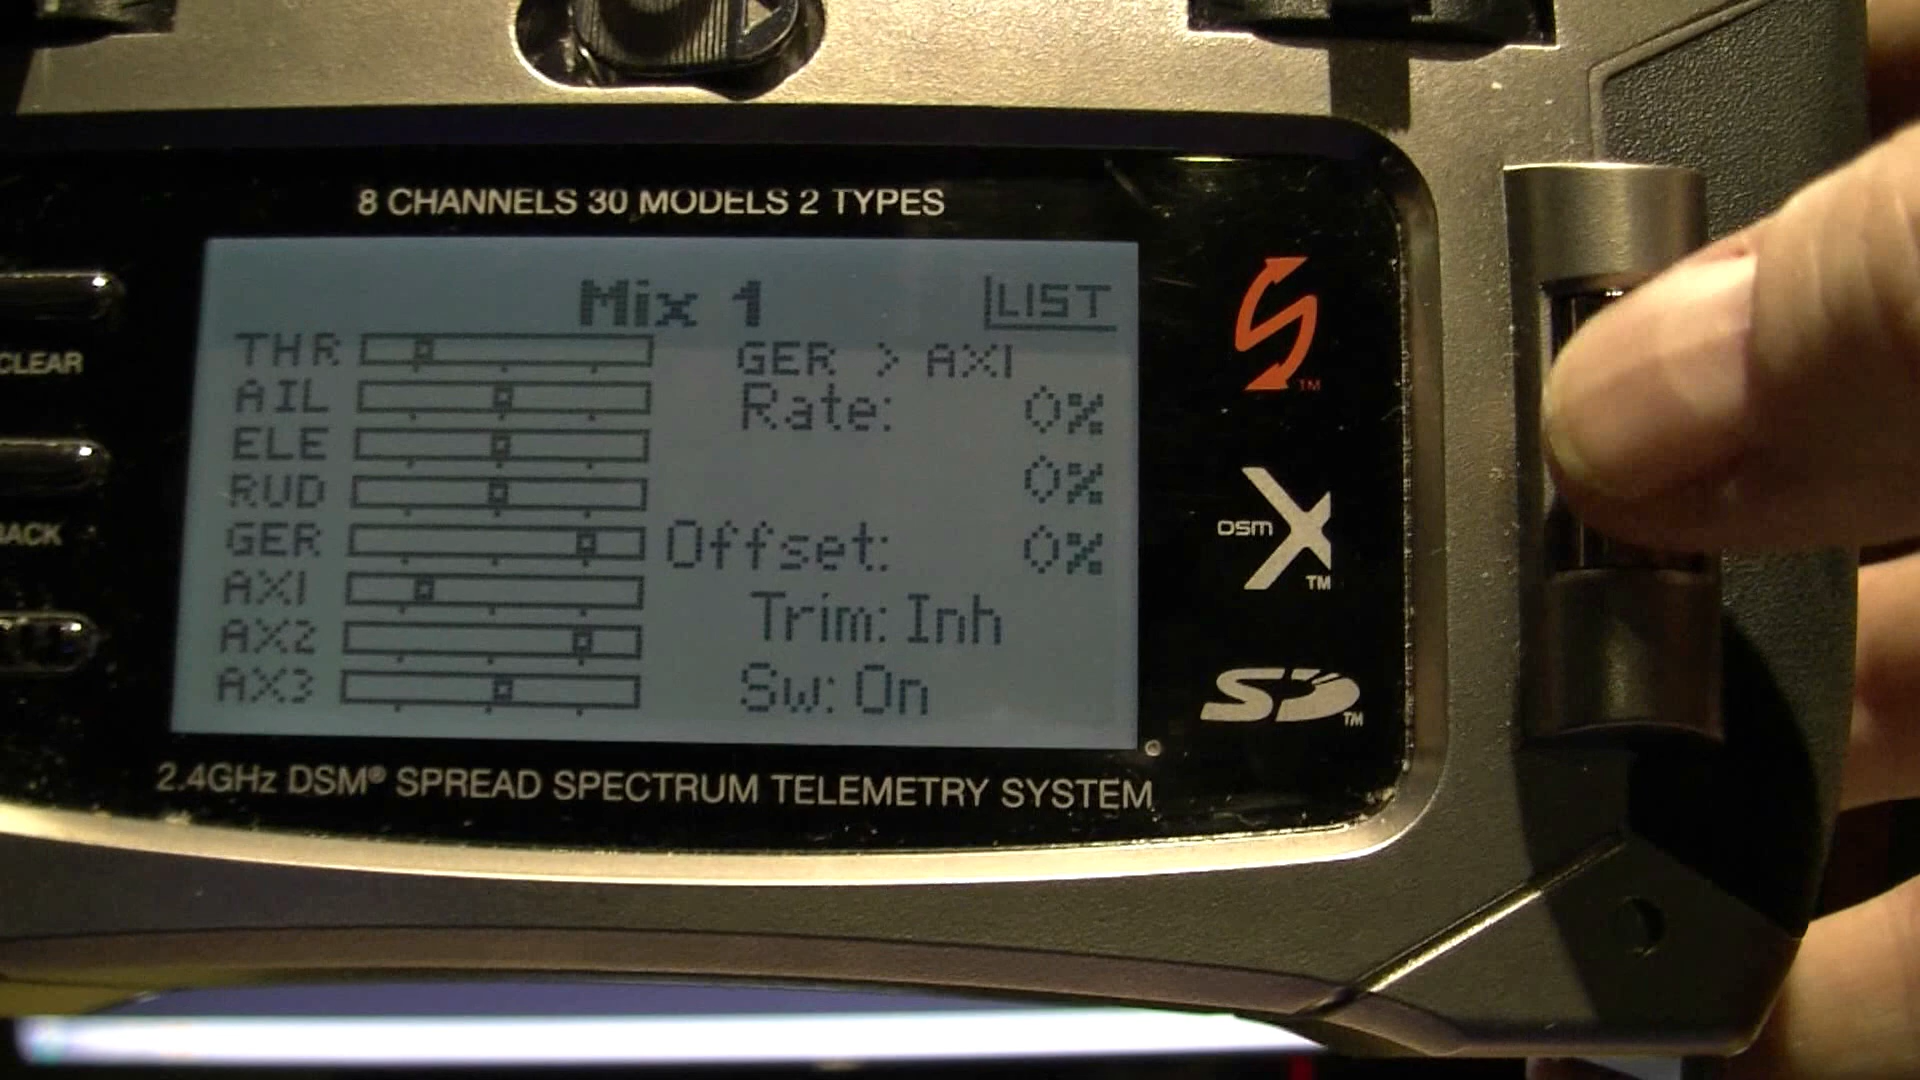 8 CHANNELS 30 MODELS 2 TYPES
Mix 1
LIST
THR
AIL
ELE
RUD
GER
AX1
AX2
AX3
GER > AX1
Rate: 0%
0%
Offset: 0%
Trim: Inh
Sw: On
CLEAR
BACK
TM
DSM X TM
SD TM
2.4GHz DSM® SPREAD SPECTRUM TELEMETRY SYSTEM